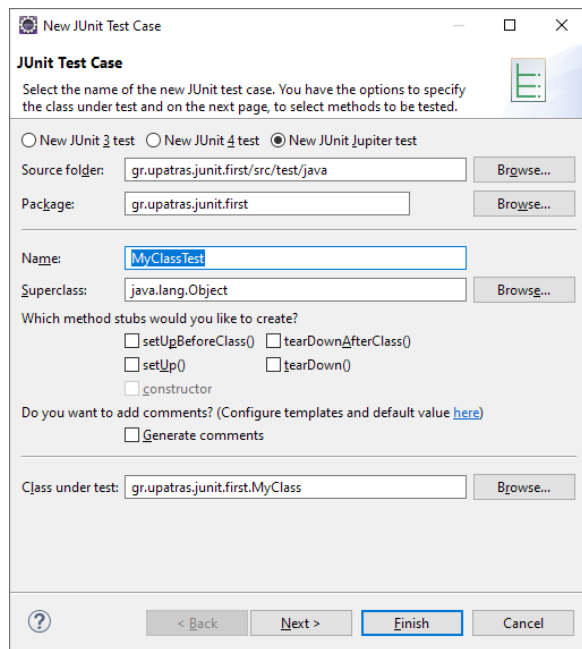 New JUnit Test Case
JUnit Test Case
Select the name of the new JUnit test case. You have the options to specify
the class under test and on the next page, to select methods to be tested.
New JUnit 3 test New JUnit 4 test New JUnit Jupiter test
Source folder: gr.upatras.junit.first/src/test/java Browse...
Package: gr.upatras.junit.first Browse...
Name: MyClassTest
Superclass: java.lang.Object Browse...
Which method stubs would you like to create?
setUpBeforeClass() tearDownAfterClass()
setUp() tearDown()
constructor
Do you want to add comments? (Configure templates and default value here)
Generate comments
Class under test: gr.upatras.junit.first.MyClass Browse...
? < Back Next > Finish Cancel